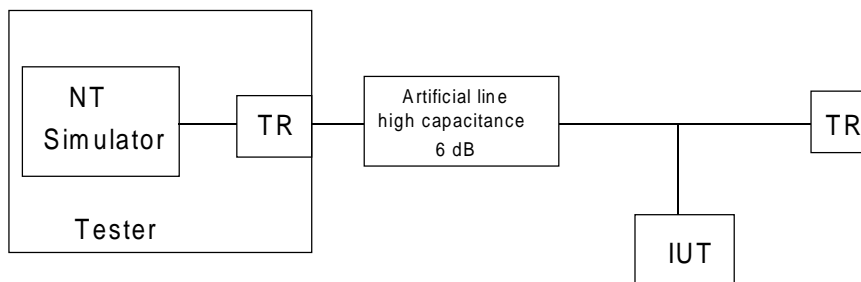 NT
Simulator
TR
Tester
Artificial line
high capacitance
6 dB
TR
IUT